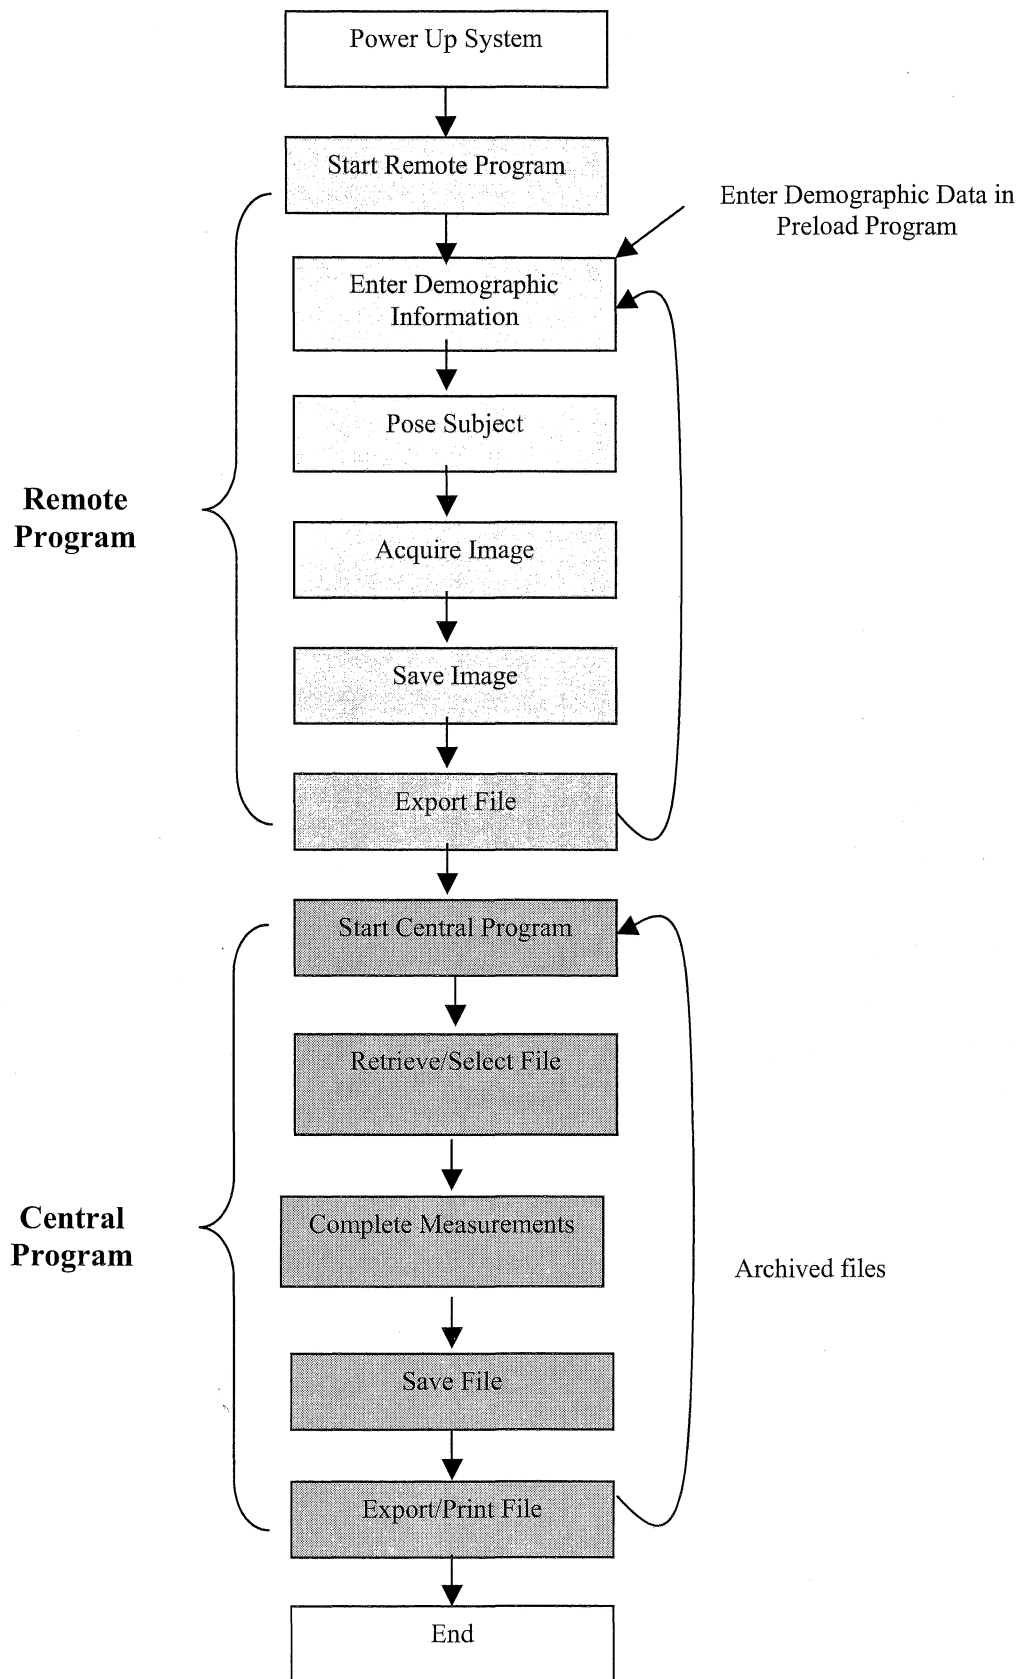 Power Up System
Start Remote Program
Enter Demographic Data in
Preload Program
Enter Demographic
Information
Pose Subject
Remote
Program
Acquire Image
Save Image
Export File
Start Central Program
Retrieve/Select File
Central
Program
Complete Measurements
Archived files
Save File
Export/Print File
End